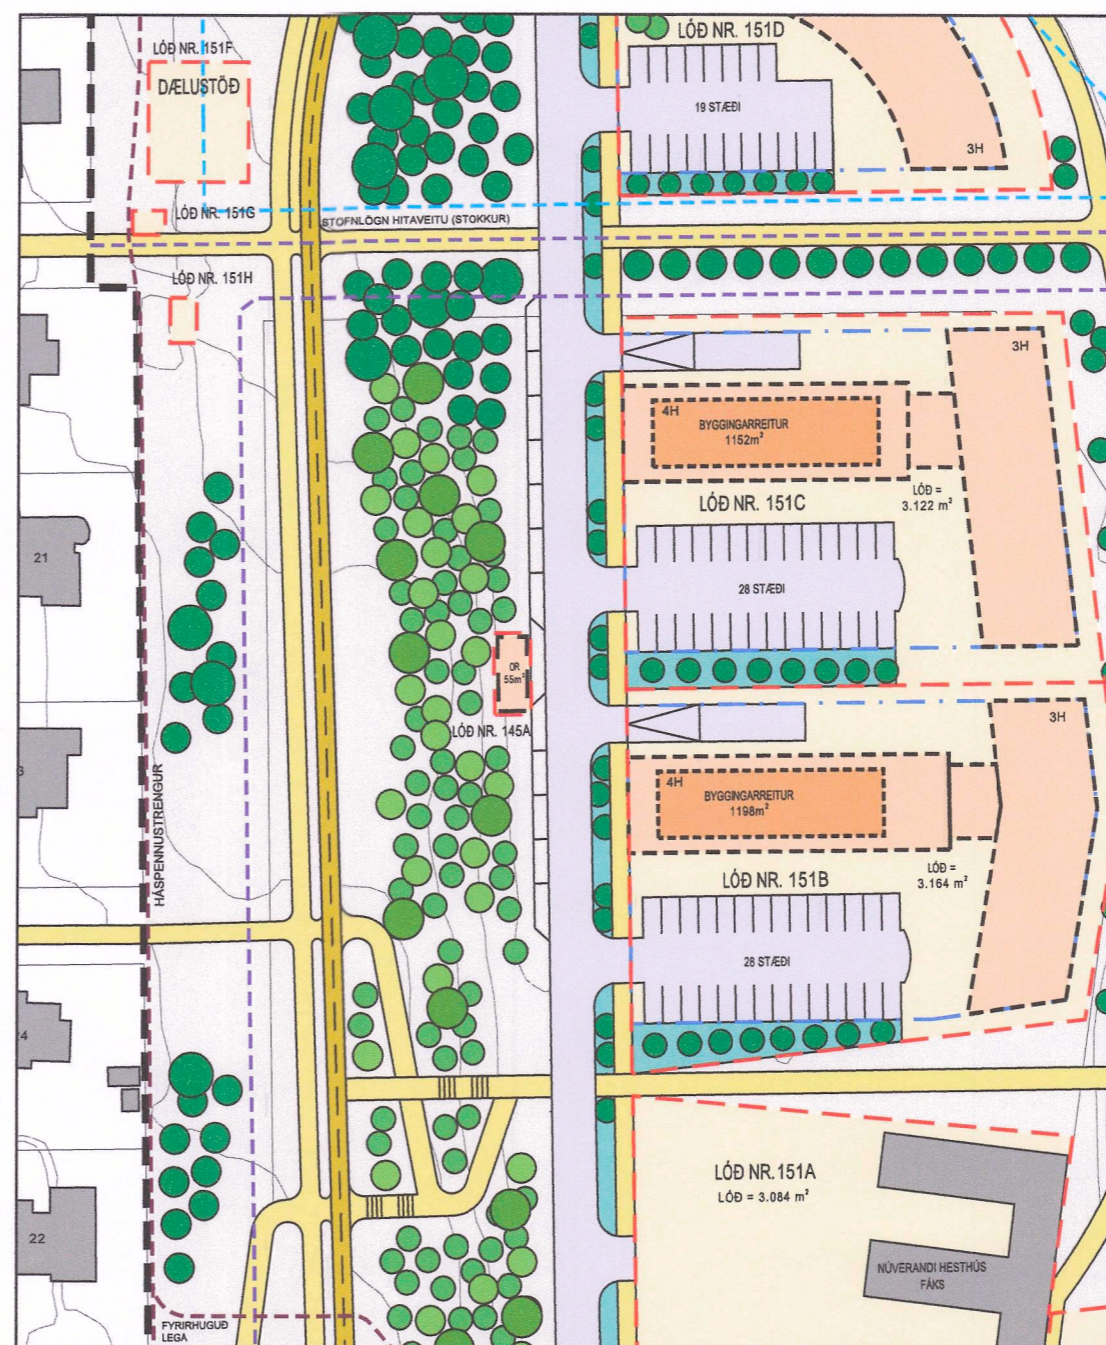 LÓÐ NR. 151F
DÆLUSTÖÐ
LÓÐ NR. 151D
19 STÆÐI
3H
LÓÐ NR. 151G
STOFNLÖGN HITAVEITU (STOKKUR)
LÓÐ NR. 151H
3H
4H
BYGGINGARREITUR
1152m²
LÓÐ =
3.122 m²
LÓÐ NR. 151C
21
28 STÆÐI
OR
55m²
LÓÐ NR. 145A
3H
3
4H
BYGGINGARREITUR
1198m²
HÁSPENNUSTRENGUR
LÓÐ =
3.164 m²
LÓÐ NR. 151B
28 STÆÐI
24
LÓÐ NR. 151A
LÓÐ = 3.084 m²
22
NÚVERANDI HESTHÚS
FÁKS
FYRIRHUGUÐ
LEGA